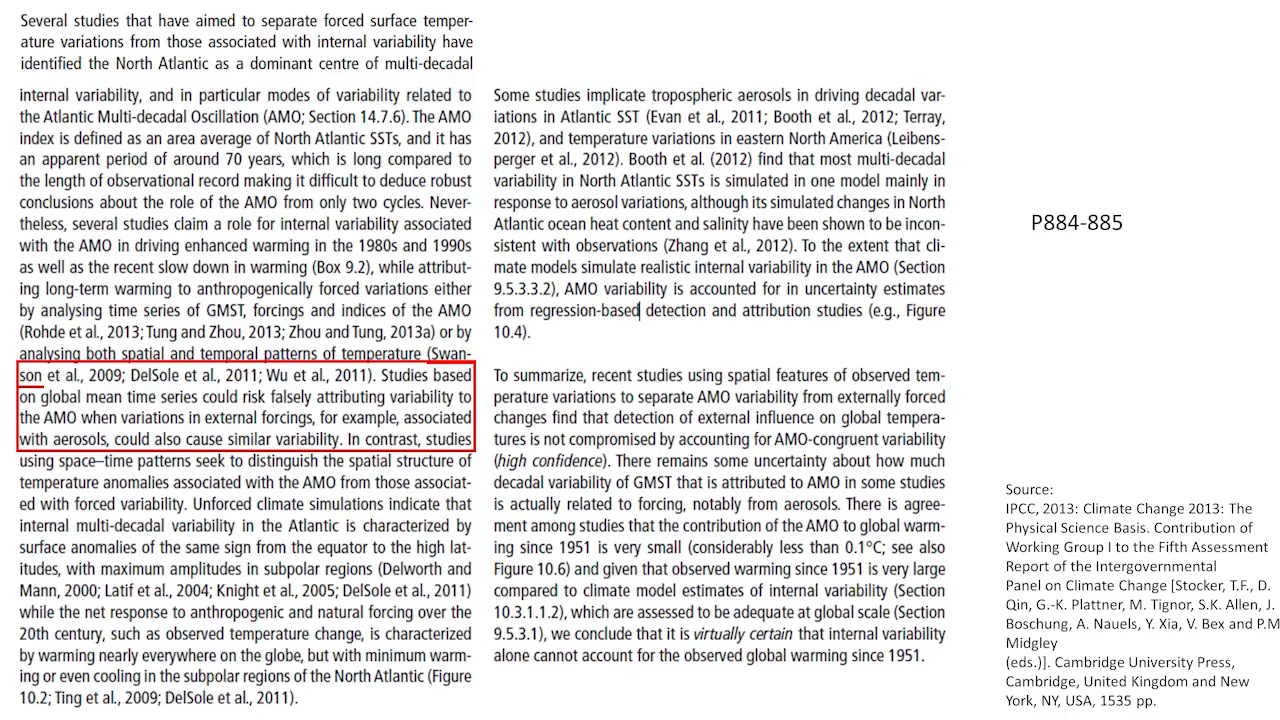 Several studies that have aimed to separate forced surface temper-
ature variations from those associated with internal variability have
identified the North Atlantic as a dominant centre of multi-decadal
internal variability, and in particular modes of variability related to
the Atlantic Multi-decadal Oscillation (AMO; Section 14.7.6). The AMO
index is defined as an area average of North Atlantic SSTs, and it has
an apparent period of around 70 years, which is long compared to
the length of observational record making it difficult to deduce robust
conclusions about the role of the AMO from only two cycles. Never-
theless, several studies claim a role for internal variability associated
with the AMO in driving enhanced warming in the 1980s and 1990s
as well as the recent slow down in warming (Box 9.2), while attribut-
ing long-term warming to anthropogenically forced variations either
by analysing time series of GMST, forcings and indices of the AMO
(Rohde et al., 2013; Tung and Zhou, 2013; Zhou and Tung, 2013a) or by
analysing both spatial and temporal patterns of temperature (Swan-
son et al., 2009; DelSole et al., 2011; Wu et al., 2011). Studies based
on global mean time series could risk falsely attributing variability to
the AMO when variations in external forcings, for example, associated
with aerosols, could also cause similar variability. In contrast, studies
using space–time patterns seek to distinguish the spatial structure of
temperature anomalies associated with the AMO from those associat-
ed with forced variability. Unforced climate simulations indicate that
internal multi-decadal variability in the Atlantic is characterized by
surface anomalies of the same sign from the equator to the high lat-
itudes, with maximum amplitudes in subpolar regions (Delworth and
Mann, 2000; Latif et al., 2004; Knight et al., 2005; DelSole et al., 2011)
while the net response to anthropogenic and natural forcing over the
20th century, such as observed temperature change, is characterized
by warming nearly everywhere on the globe, but with minimum warm-
ing or even cooling in the subpolar regions of the North Atlantic (Figure
10.2; Ting et al., 2009; DelSole et al., 2011).
Some studies implicate tropospheric aerosols in driving decadal var-
iations in Atlantic SST (Evan et al., 2011; Booth et al., 2012; Terray,
2012), and temperature variations in eastern North America (Leibens-
perger et al., 2012). Booth et al. (2012) find that most multi-decadal
variability in North Atlantic SSTs is simulated in one model mainly in
response to aerosol variations, although its simulated changes in North
Atlantic ocean heat content and salinity have been shown to be incon-
sistent with observations (Zhang et al., 2012). To the extent that cli-
mate models simulate realistic internal variability in the AMO (Section
9.5.3.3.2), AMO variability is accounted for in uncertainty estimates
from regression-based detection and attribution studies (e.g., Figure
10.4).
To summarize, recent studies using spatial features of observed tem-
perature variations to separate AMO variability from externally forced
changes find that detection of external influence on global tempera-
tures is not compromised by accounting for AMO-congruent variability
(high confidence). There remains some uncertainty about how much
decadal variability of GMST that is attributed to AMO in some studies
is actually related to forcing, notably from aerosols. There is agree-
ment among studies that the contribution of the AMO to global warm-
ing since 1951 is very small (considerably less than 0.1°C; see also
Figure 10.6) and given that observed warming since 1951 is very large
compared to climate model estimates of internal variability (Section
10.3.1.1.2), which are assessed to be adequate at global scale (Section
9.5.3.1), we conclude that it is virtually certain that internal variability
alone cannot account for the observed global warming since 1951.
P884-885
Source:
IPCC, 2013: Climate Change 2013: The
Physical Science Basis. Contribution of
Working Group I to the Fifth Assessment
Report of the Intergovernmental
Panel on Climate Change [Stocker, T.F., D.
Qin, G.-K. Plattner, M. Tignor, S.K. Allen, J.
Boschung, A. Nauels, Y. Xia, V. Bex and P.M
Midgley
(eds.)]. Cambridge University Press,
Cambridge, United Kingdom and New
York, NY, USA, 1535 pp.